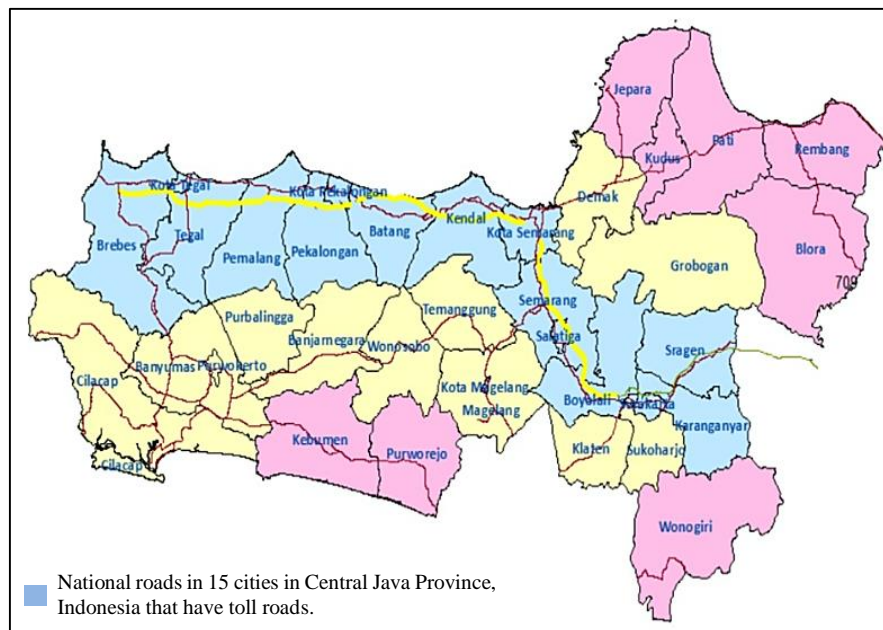 Jepara
Pati
Kudus
Rembang
Demak
Kota Tegal
Kota Pekalongan
Kendal
Kota Semarang
Batang
Brebes
Tegal
Pemalang
Pekalongan
Blora
Grobogan
709
Semarang
Temanggung
Purbalingga
Banjarnegara
Wonosobo
Salatiga
Sragen
Cilacap
Banyumas
Purwokerto
Kota Magelang
Magelang
Boyolali
Surakarta
Karanganyar
Kebumen
Purworejo
Klaten
Sukoharjo
Cilacap
Wonogiri
National roads in 15 cities in Central Java Province,
Indonesia that have toll roads.